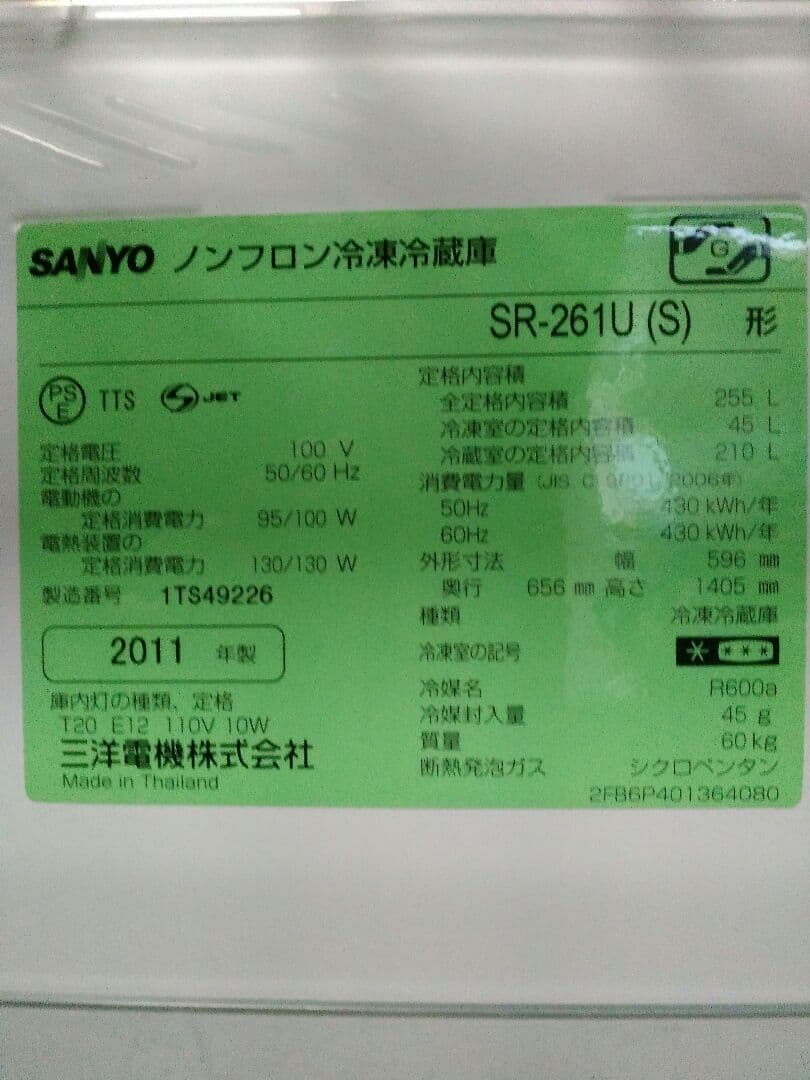 SANYO ノンフロン冷凍冷蔵庫
G
SR-261U (S) 形
PS
E
TTS JET
定格電圧 100 V
定格周波数 50/60 Hz
電動機の
定格消費電力 95/100 W
電熱装置の
定格消費電力 130/130 W
製造番号 1TS49226
2011 年製
庫内灯の種類、定格
T20 E12 110V 10W
三洋電機株式会社
Made in Thailand
定格内容積
全定格内容積 255 L
冷凍室の定格内容積 45 L
冷蔵室の定格内容積 210 L
消費電力量 (JIS C 9801 2006年)
50Hz 430 kWh/年
60Hz 430 kWh/年
外形寸法 幅 596 mm
奥行 656 mm 高さ 1405 mm
種類 冷凍冷蔵庫
冷凍室の記号 * ***
冷媒名 R600a
冷媒封入量 45 g
質量 60 kg
断熱発泡ガス シクロペンタン
2FB6P401364080